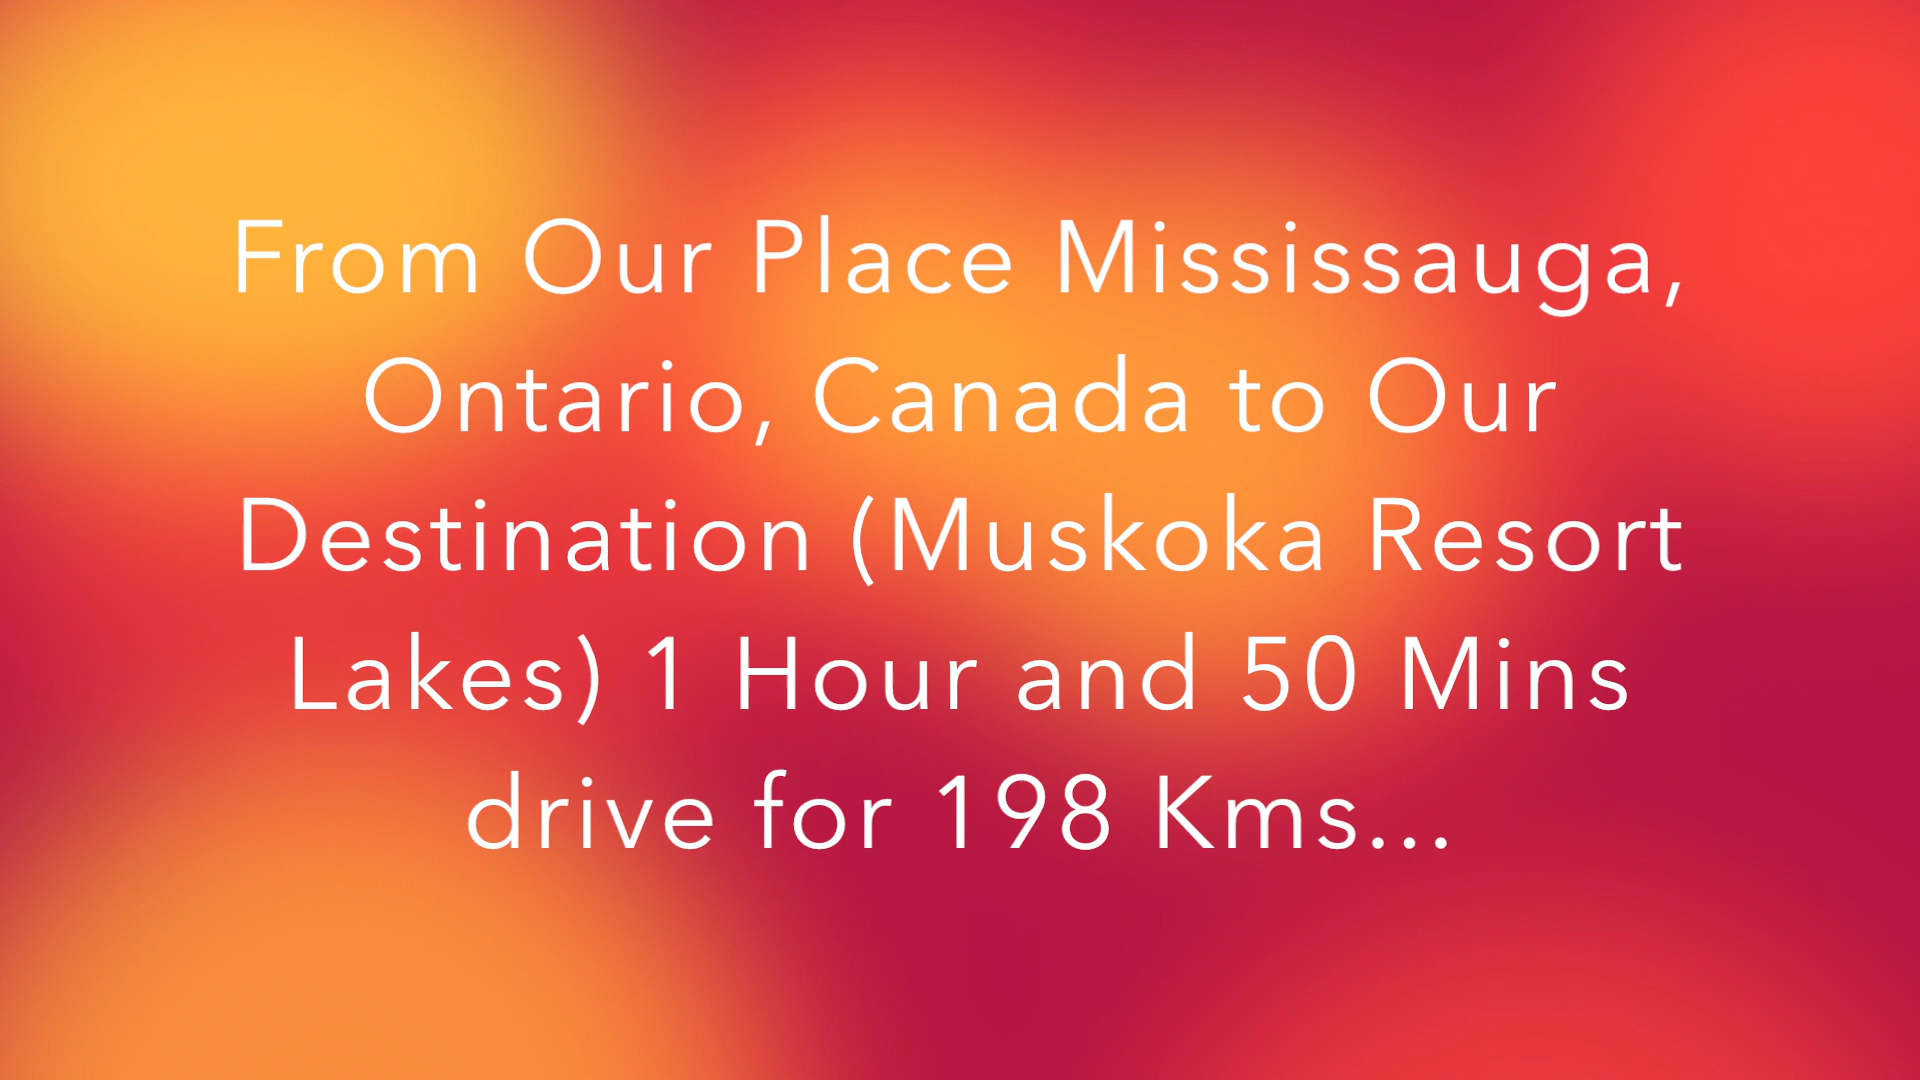 From Our Place Mississauga,
Ontario, Canada to Our
Destination (Muskoka Resort
Lakes) 1 Hour and 50 Mins
drive for 198 Kms...